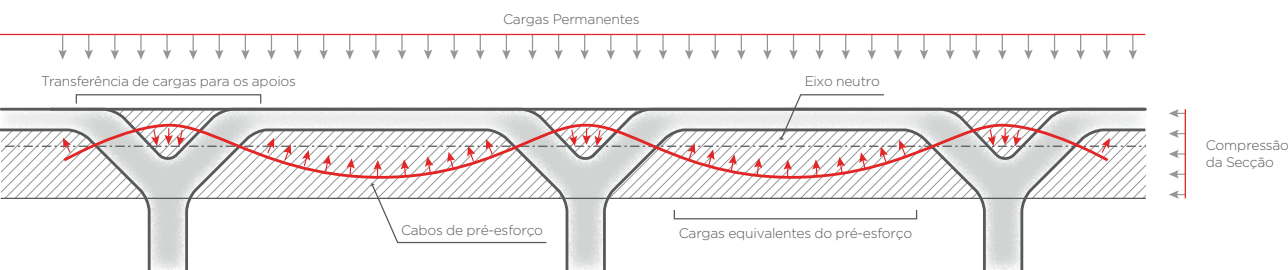 Cargas Permanentes
Transferência de cargas para os apoios
Eixo neutro
Compressão
da Secção
Cabos de pré-esforço
Cargas equivalentes do pré-esforço